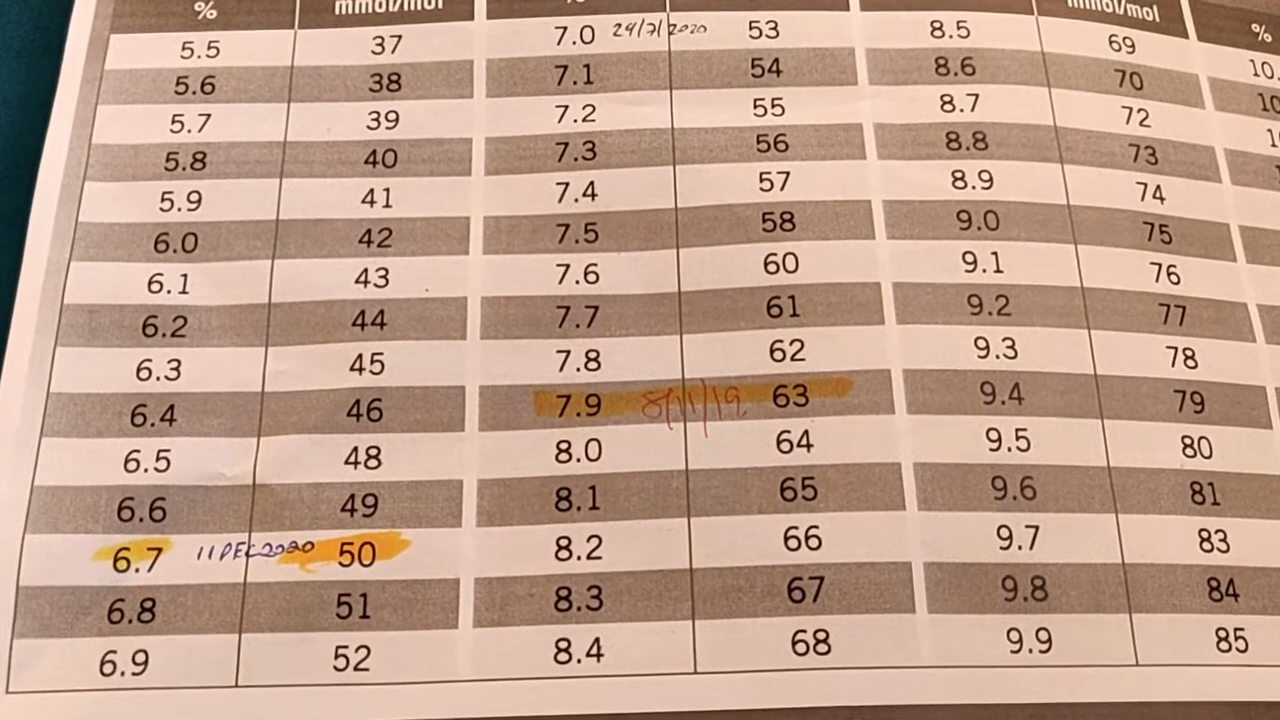 % mmol/mol % mmol/mol %
5.5 37 7.0 24/7/2020 53 8.5 69
5.6 38 7.1 54 8.6 70 10.
5.7 39 7.2 55 8.7 72 10
5.8 40 7.3 56 8.8 73 1
5.9 41 7.4 57 8.9 74
6.0 42 7.5 58 9.0 75
6.1 43 7.6 60 9.1 76
6.2 44 7.7 61 9.2 77
6.3 45 7.8 62 9.3 78
6.4 46 7.9 8/11/19 63 9.4 79
6.5 48 8.0 64 9.5 80
6.6 49 8.1 65 9.6 81
6.7 11 DEC 2020 50 8.2 66 9.7 83
6.8 51 8.3 67 9.8 84
6.9 52 8.4 68 9.9 85